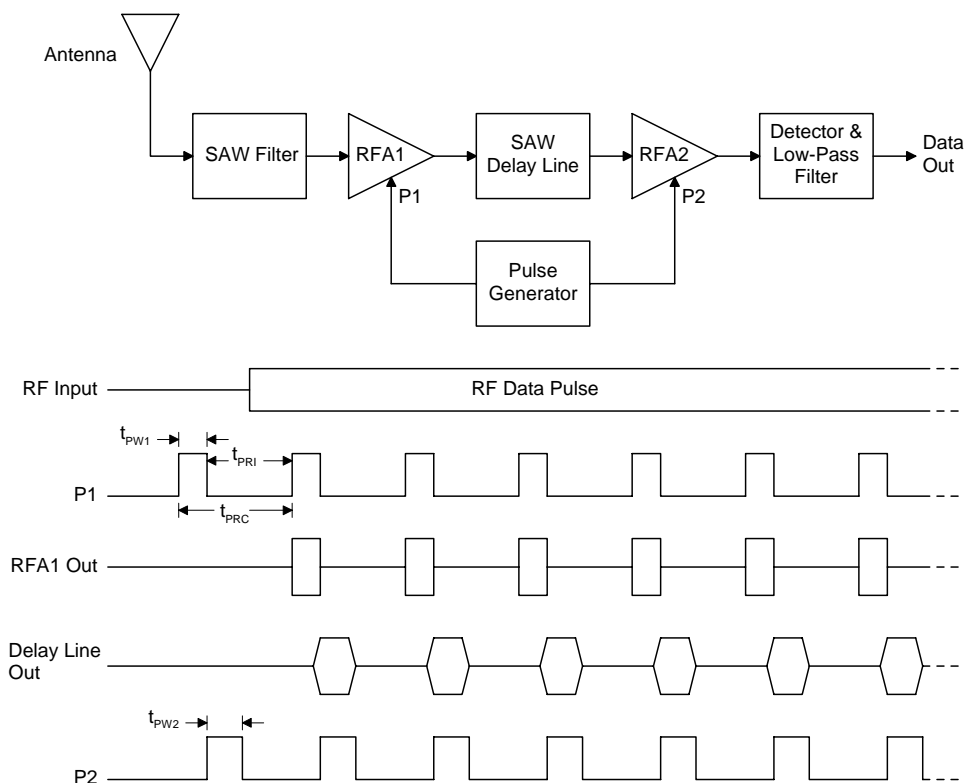 Antenna
SAW Filter
RFA1
SAW
Delay Line
RFA2
Detector &
Low-Pass
Filter
Data
Out
P1
P2
Pulse
Generator
RF Input
RF Data Pulse
tPW1
tPRI
P1
tPRC
RFA1 Out
Delay Line
Out
tPW2
P2